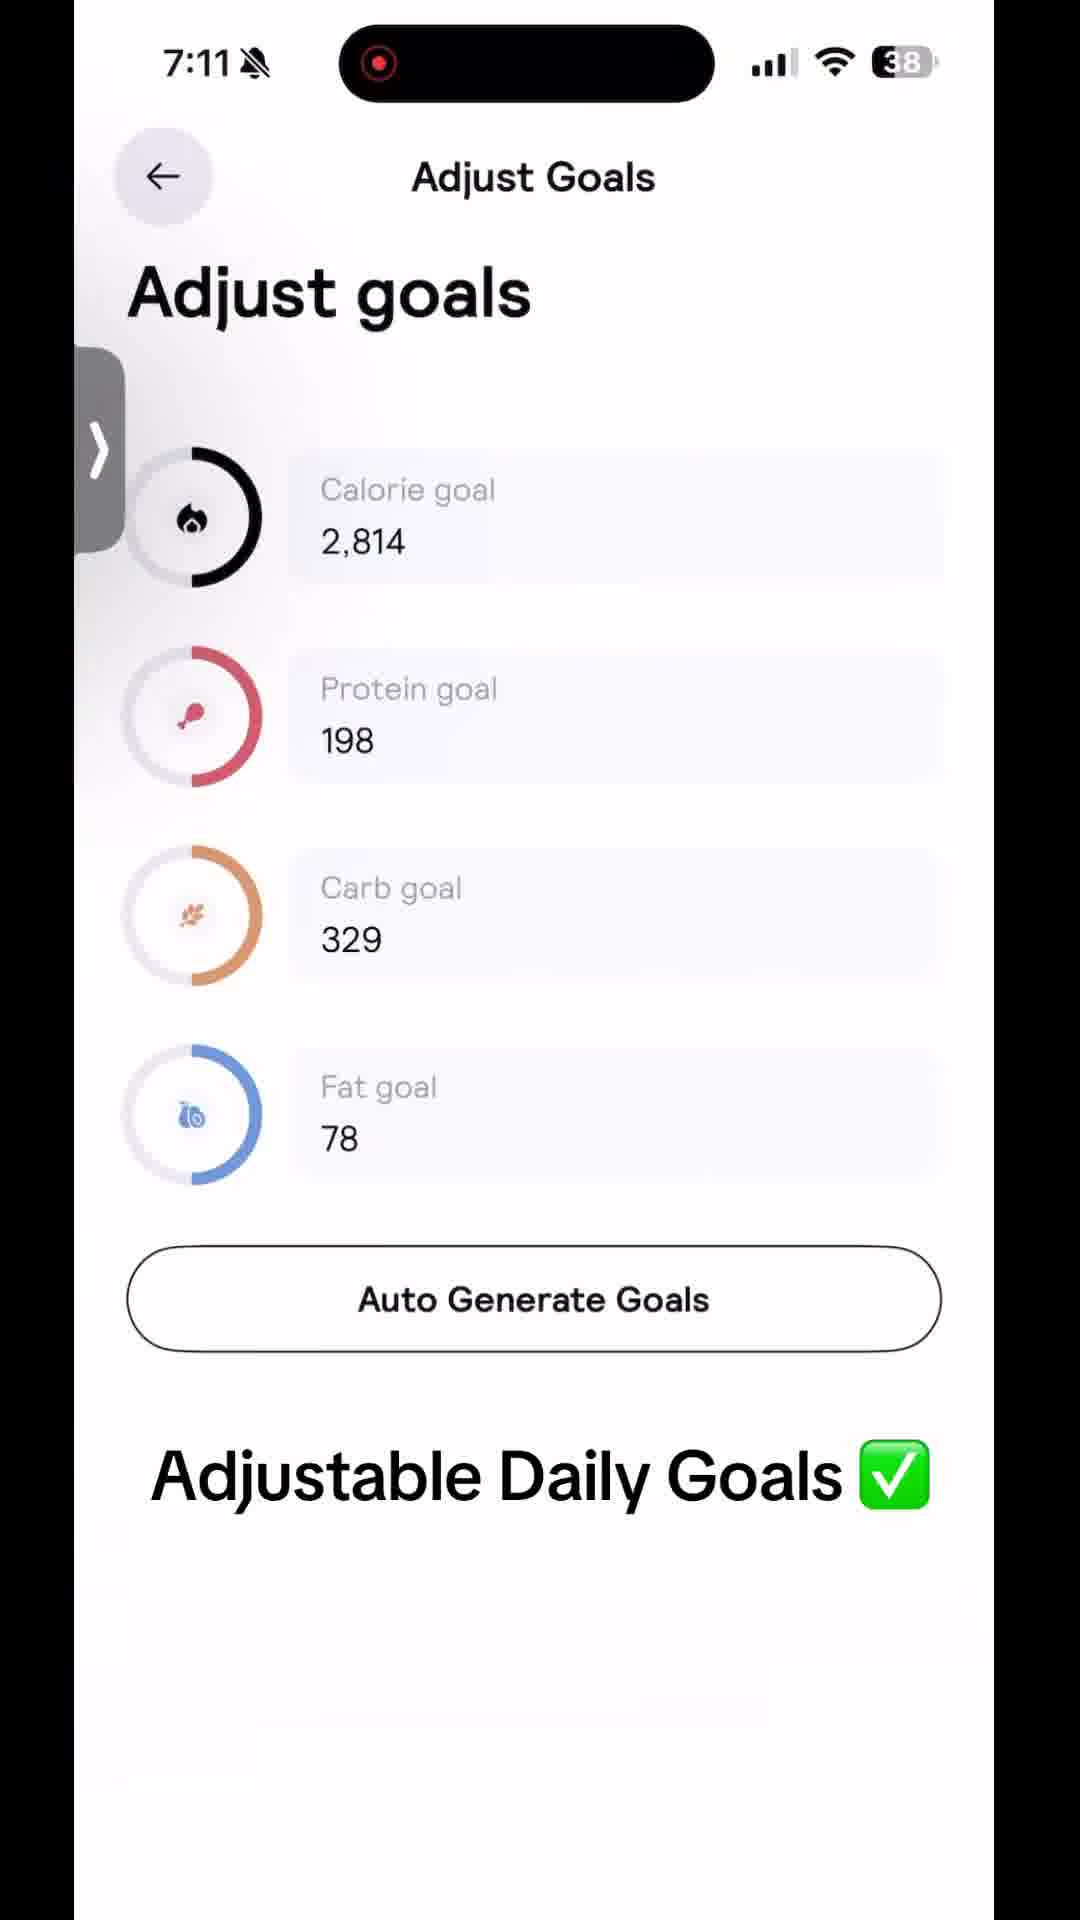 7:11
38
Adjust Goals
Adjust goals
Calorie goal
2,814
Protein goal
198
Carb goal
329
Fat goal
78
Auto Generate Goals
Adjustable Daily Goals ✅